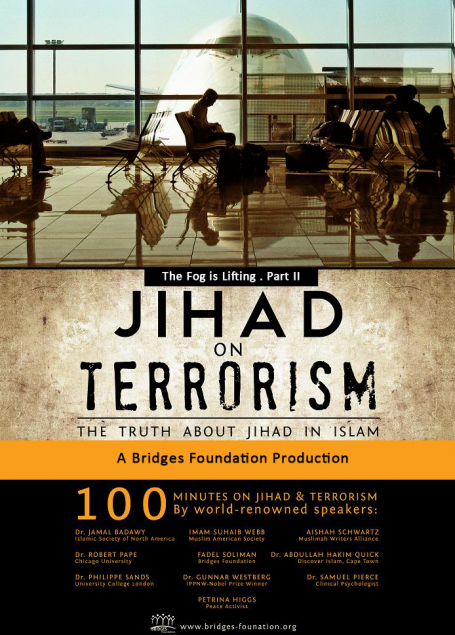 The Fog is Lifting . Part II
JIHAD
ON
TERRORISM
THE TRUTH ABOUT JIHAD IN ISLAM
A Bridges Foundation Production
100 MINUTES ON JIHAD & TERRORISM
By world-renowned speakers:
Dr. JAMAL BADAWY
Islamic Society of North America
IMAM SUHAIB WEBB
Muslim American Society
AISHAH SCHWARTZ
Muslimah Writers Alliance
Dr. ROBERT PAPE
Chicago University
FADEL SOLIMAN
Bridges Foundation
Dr. ABDULLAH HAKIM QUICK
Discover Islam, Cape Town
Dr. PHILIPPE SANDS
University College London
Dr. GUNNAR WESTBERG
IPPNW-Nobel Prize Winner
Dr. SAMUEL PIERCE
Clinical Psychologist
PETRINA HIGGS
Peace Activist
www.bridges-founation.org